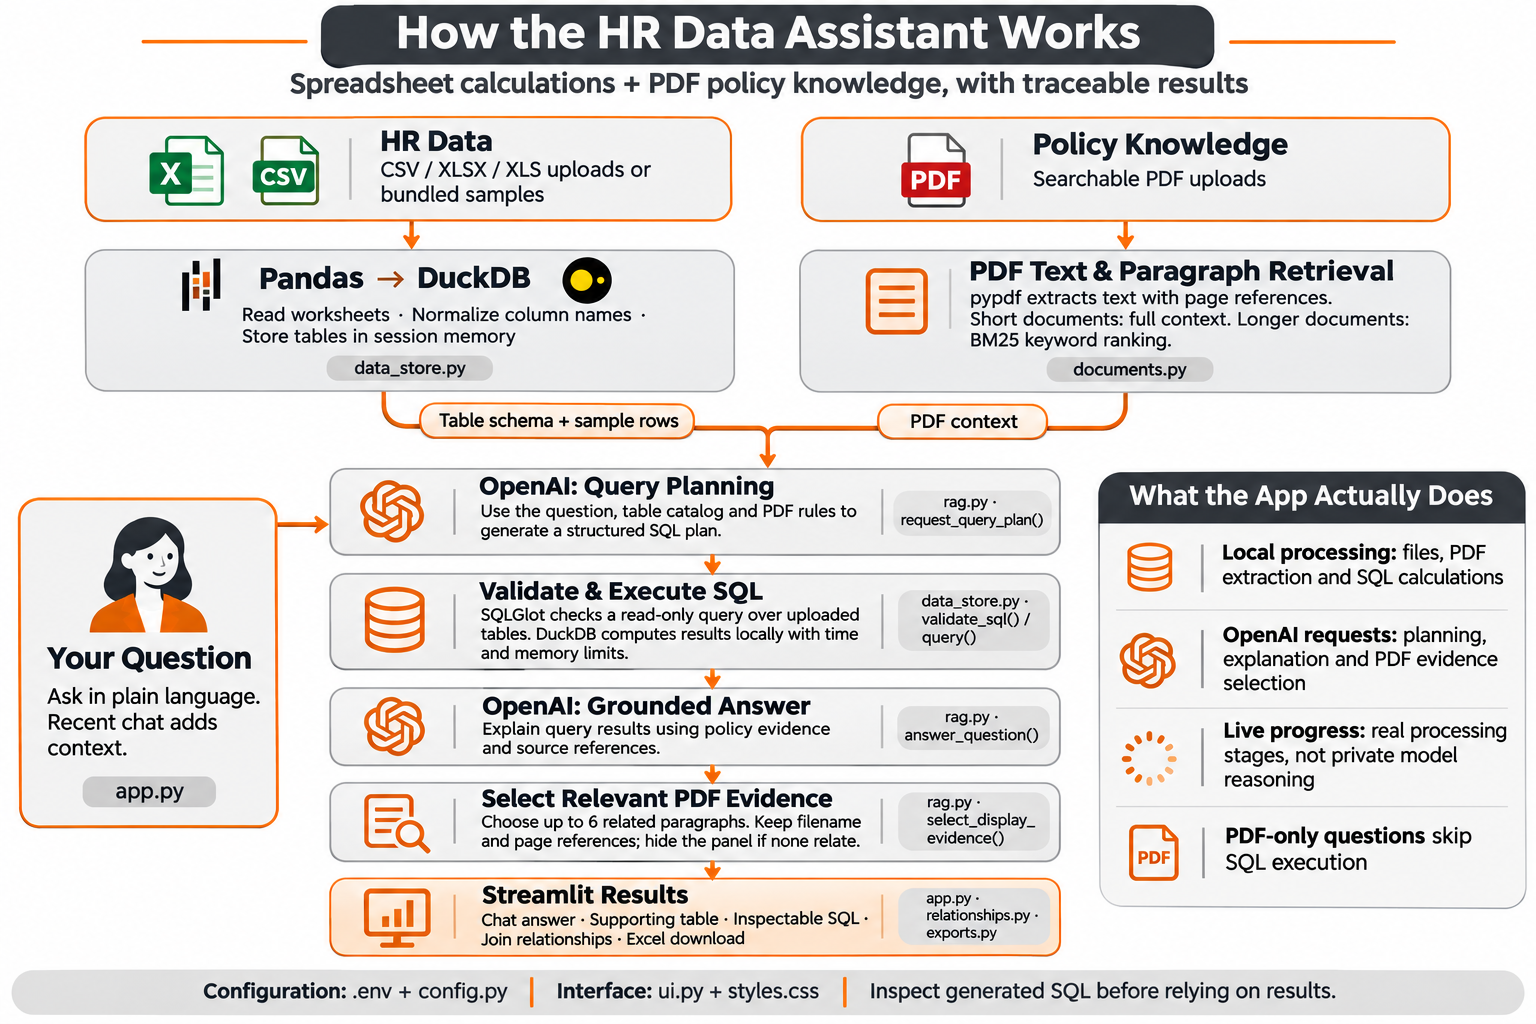 How the HR Data Assistant Works
Spreadsheet calculations + PDF policy knowledge, with traceable results
X
CSV
HR Data
CSV / XLSX / XLS uploads or
bundled samples
PDF
Policy Knowledge
Searchable PDF uploads
Pandas → DuckDB
Read worksheets · Normalize column names ·
Store tables in session memory
data_store.py
PDF Text & Paragraph Retrieval
pypdf extracts text with page references.
Short documents: full context. Longer documents:
BM25 keyword ranking.
documents.py
Table schema + sample rows
PDF context
Your Question
Ask in plain language.
Recent chat adds
context.
app.py
OpenAI: Query Planning
Use the question, table catalog and PDF rules to
generate a structured SQL plan.
rag.py ·
request_query_plan()
Validate & Execute SQL
SQLGlot checks a read-only query over uploaded
tables. DuckDB computes results locally with time
and memory limits.
data_store.py ·
validate_sql() /
query()
OpenAI: Grounded Answer
Explain query results using policy evidence
and source references.
rag.py ·
answer_question()
Select Relevant PDF Evidence
Choose up to 6 related paragraphs. Keep filename
and page references; hide the panel if none relate.
rag.py ·
select_display_
evidence()
Streamlit Results
Chat answer · Supporting table · Inspectable SQL ·
Join relationships · Excel download
app.py ·
relationships.py ·
exports.py
What the App Actually Does
Local processing: files, PDF
extraction and SQL calculations
OpenAI requests: planning,
explanation and PDF evidence
selection
Live progress: real processing
stages, not private model
reasoning
PDF
PDF-only questions skip
SQL execution
Configuration: .env + config.py
Interface: ui.py + styles.css
Inspect generated SQL before relying on results.